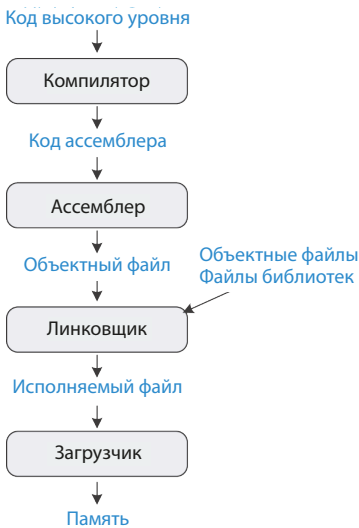 Код высокого уровня
Компилятор
Код ассемблера
Ассемблер
Объектный файл
Объектные файлы
Файлы библиотек
Линковщик
Исполняемый файл
Загрузчик
Память